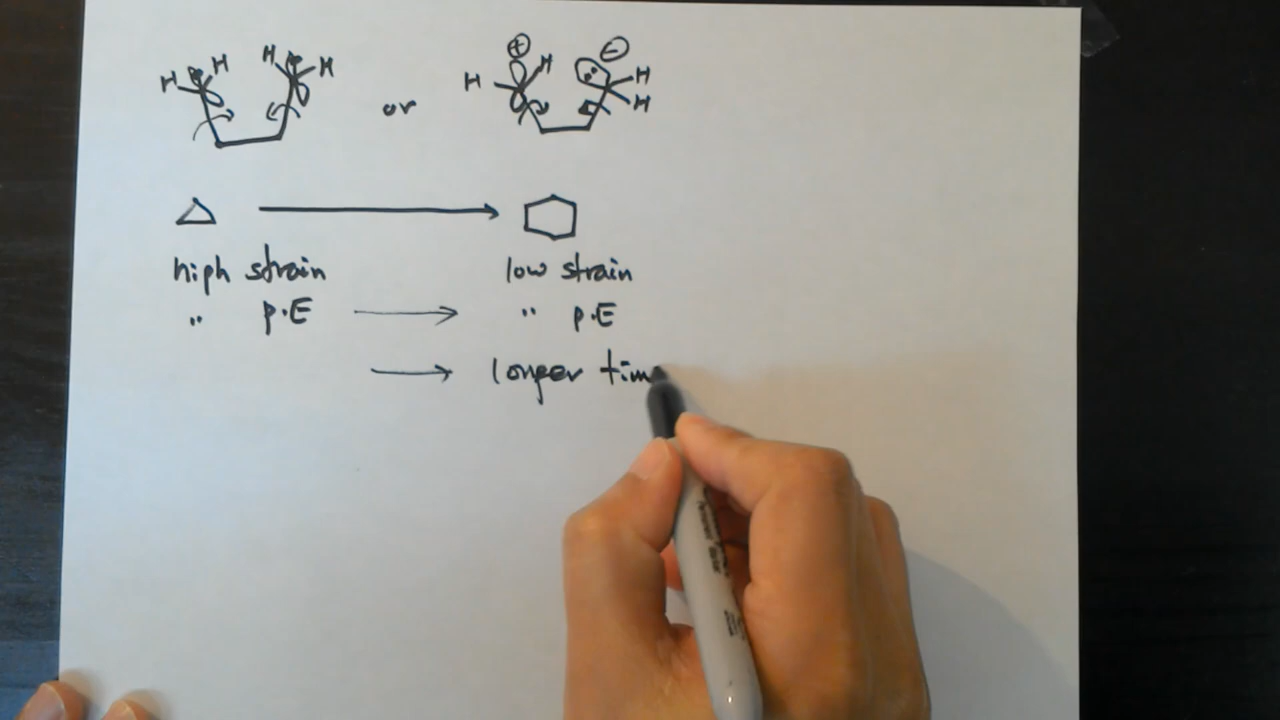 H H H H or H ⊕ H ⊖ H H
high strain low strain
" P.E " P.E
longer tim